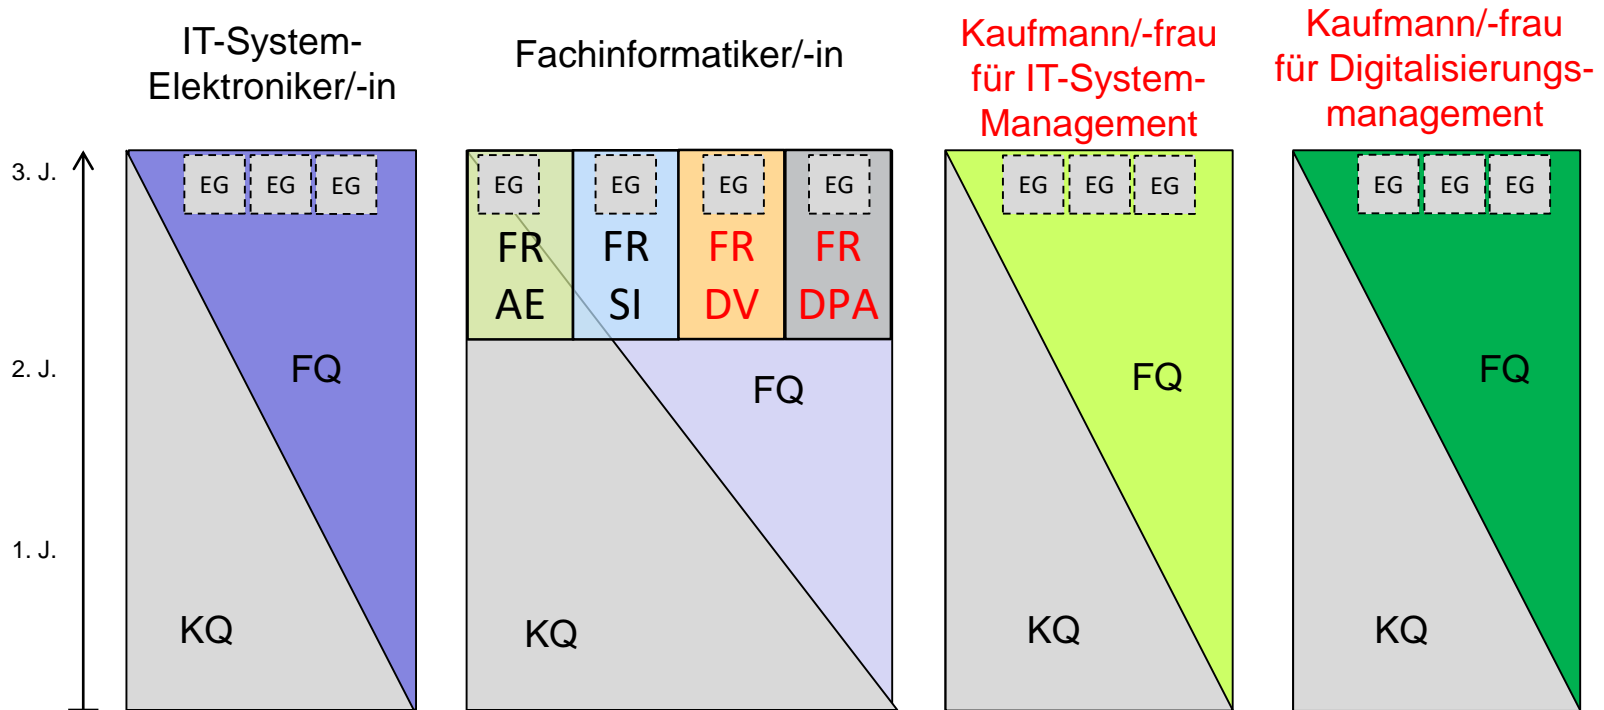 IT-System-
Elektroniker/-in
Fachinformatiker/-in
Kaufmann/-frau
für IT-System-
Management
Kaufmann/-frau
für Digitalisierungs-
management
3. J.
2. J.
1. J.
EG EG EG
FQ
KQ
EG EG EG EG
FR FR FR FR
AE SI DV DPA
FQ
KQ
EG EG EG
FQ
KQ
EG EG EG
FQ
KQ